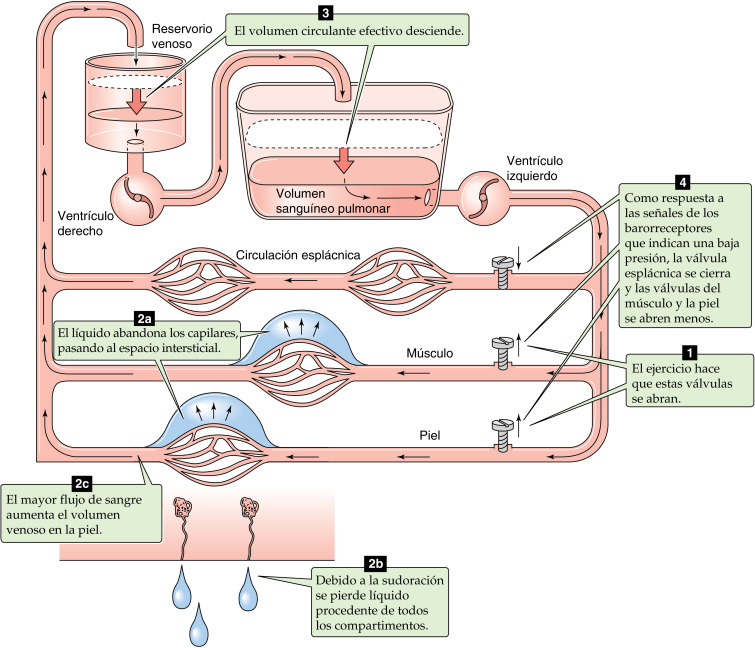 3
El volumen circulante efectivo desciende.
Reservorio
venoso
Ventrículo
derecho
Volumen
sanguíneo pulmonar
Ventrículo
izquierdo
4
Como respuesta a
las señales de los
barorreceptores
que indican una baja
presión, la válvula
esplácnica se cierra
y las válvulas del
músculo y la piel
se abren menos.
Circulación esplácnica
2a
El líquido abandona los capilares,
pasando al espacio intersticial.
Músculo
1
El ejercicio hace
que estas válvulas
se abran.
Piel
2c
El mayor flujo de sangre
aumenta el volumen
venoso en la piel.
2b
Debido a la sudoración
se pierde líquido
procedente de todos
los compartimentos.